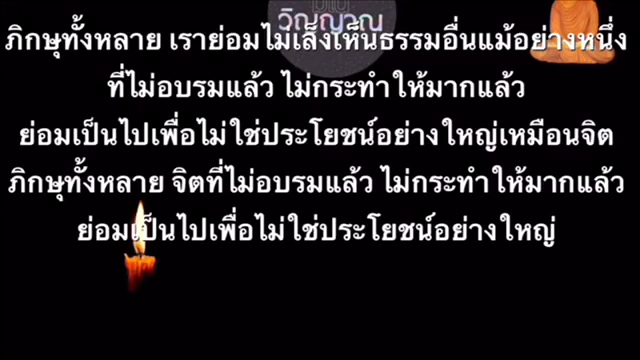 วิญญาณ
ภิกษุทั้งหลาย เราย่อมไม่เล็งเห็นธรรมอื่นแม้อย่างหนึ่ง
ที่ไม่อบรมแล้ว ไม่กระทำให้มากแล้ว
ย่อมเป็นไปเพื่อไม่ใช่ประโยชน์อย่างใหญ่เหมือนจิต
ภิกษุทั้งหลาย จิตที่ไม่อบรมแล้ว ไม่กระทำให้มากแล้ว
ย่อมเป็นไปเพื่อไม่ใช่ประโยชน์อย่างใหญ่